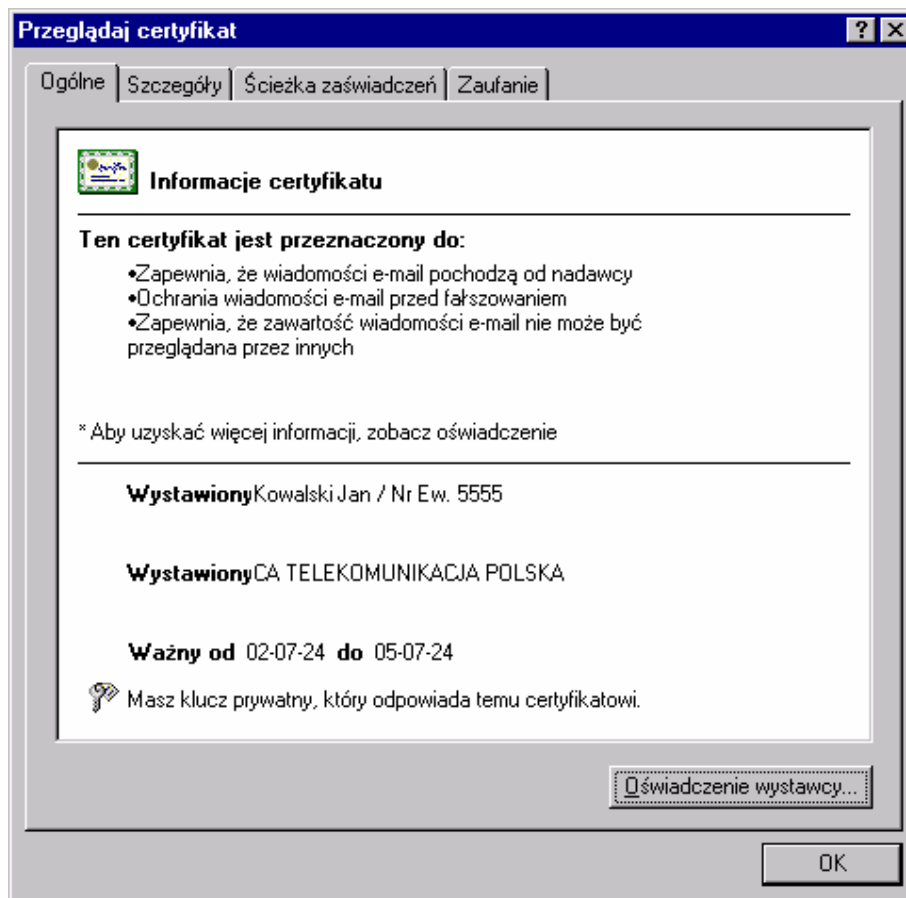 Przeglądaj certyfikat
Ogólne Szczegóły Ścieżka zaświadczeń Zaufanie
Informacje certyfikatu
Ten certyfikat jest przeznaczony do:
•Zapewnia, że wiadomości e-mail pochodzą od nadawcy
•Ochrania wiadomości e-mail przed fałszowaniem
•Zapewnia, że zawartość wiadomości e-mail nie może być
przeglądana przez innych
* Aby uzyskać więcej informacji, zobacz oświadczenie
WystawionyKowalski Jan / Nr Ew. 5555
WystawionyCA TELEKOMUNIKACJA POLSKA
Ważny od 02-07-24 do 05-07-24
Masz klucz prywatny, który odpowiada temu certyfikatowi.
Oświadczenie wystawcy...
OK